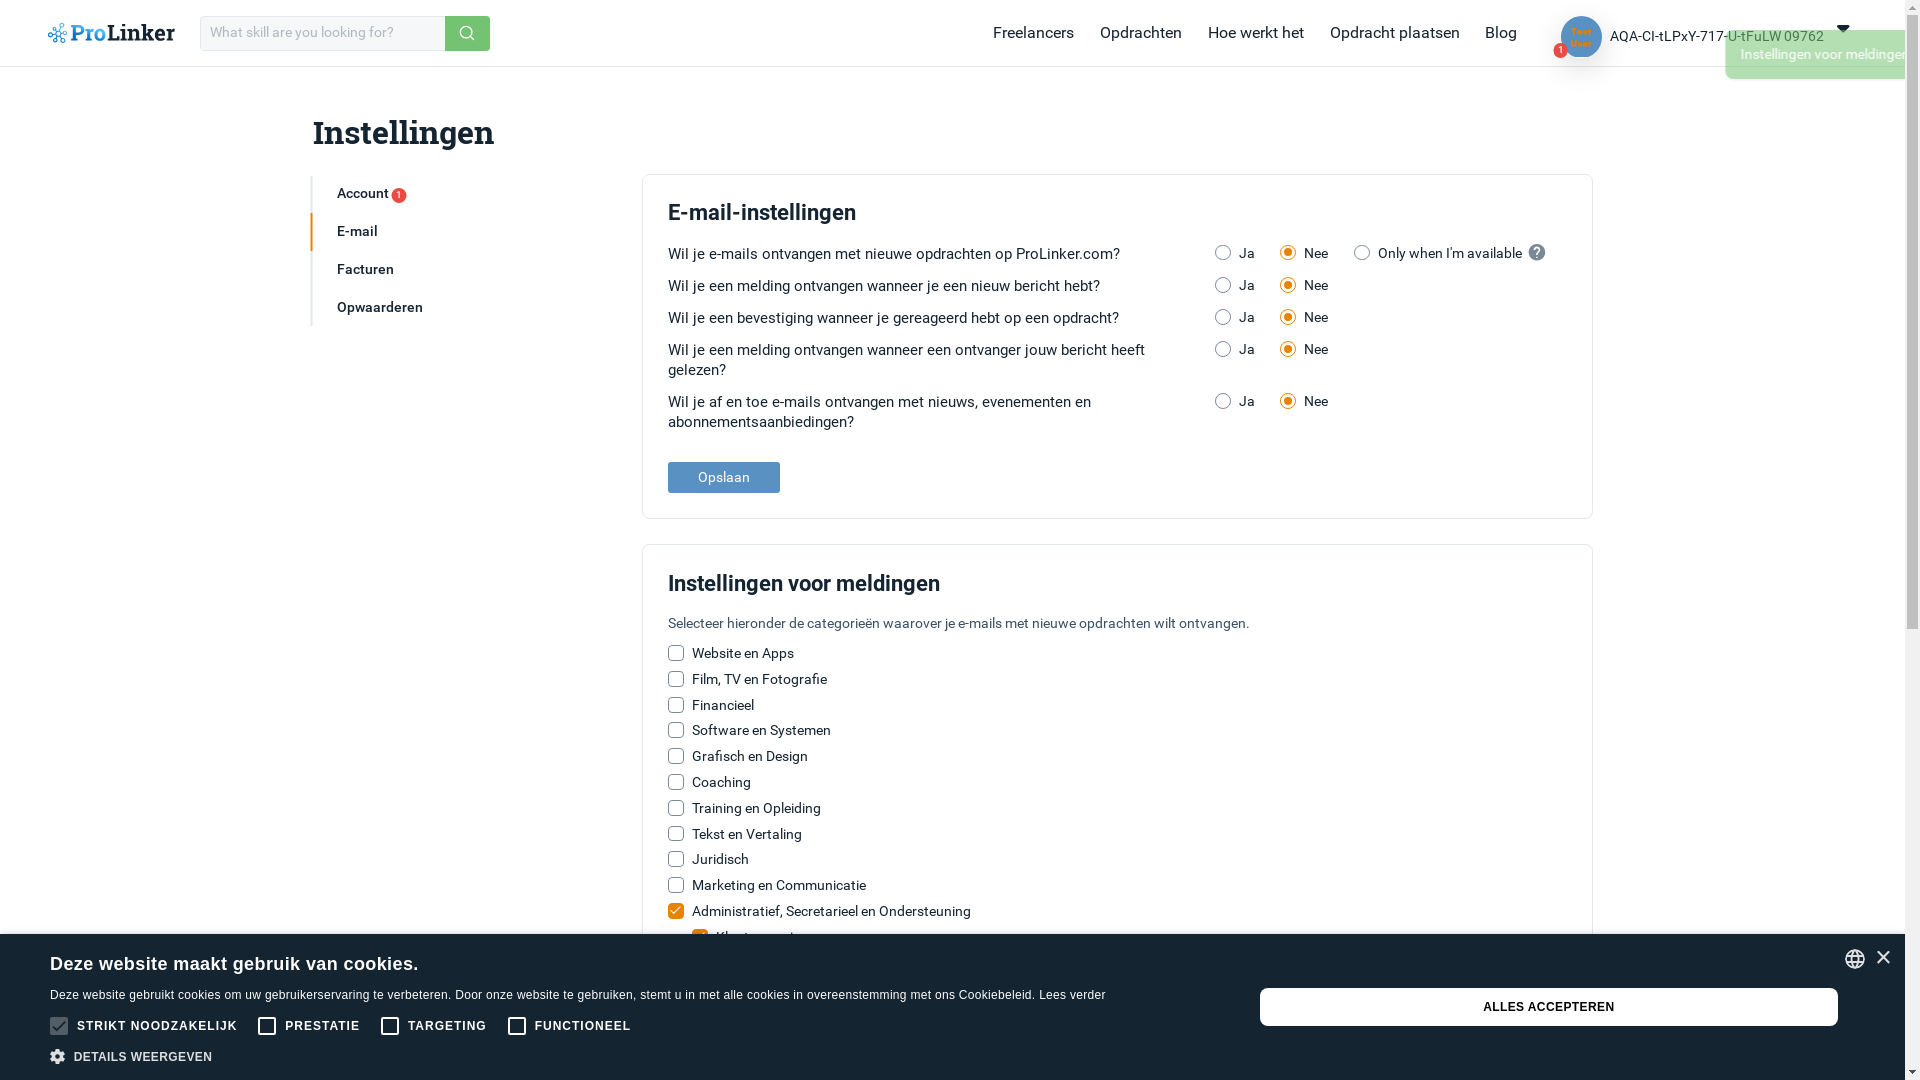 ProLinker
What skill are you looking for?
Freelancers
Opdrachten
Hoe werkt het
Opdracht plaatsen
Blog
Test
User
1
AQA-CI-tLPxY-717-U-tFuLW 09762
Instellingen voor meldingen
Instellingen
Account 1
E-mail
Facturen
Opwaarderen
E-mail-instellingen
Wil je e-mails ontvangen met nieuwe opdrachten op ProLinker.com?
Ja
Nee
Only when I'm available
?
Wil je een melding ontvangen wanneer je een nieuw bericht hebt?
Ja
Nee
Wil je een bevestiging wanneer je gereageerd hebt op een opdracht?
Ja
Nee
Wil je een melding ontvangen wanneer een ontvanger jouw bericht heeft
gelezen?
Ja
Nee
Wil je af en toe e-mails ontvangen met nieuws, evenementen en
abonnementsaanbiedingen?
Ja
Nee
Opslaan
Instellingen voor meldingen
Selecteer hieronder de categorieën waarover je e-mails met nieuwe opdrachten wilt ontvangen.
Website en Apps
Film, TV en Fotografie
Financieel
Software en Systemen
Grafisch en Design
Coaching
Training en Opleiding
Tekst en Vertaling
Juridisch
Marketing en Communicatie
Administratief, Secretarieel en Ondersteuning
Deze website maakt gebruik van cookies.
Deze website gebruikt cookies om uw gebruikerservaring te verbeteren. Door onze website te gebruiken, stemt u in met alle cookies in overeenstemming met ons Cookiebeleid. Lees verder
STRIKT NOODZAKELIJK
PRESTATIE
TARGETING
FUNCTIONEEL
DETAILS WEERGEVEN
ALLES ACCEPTEREN